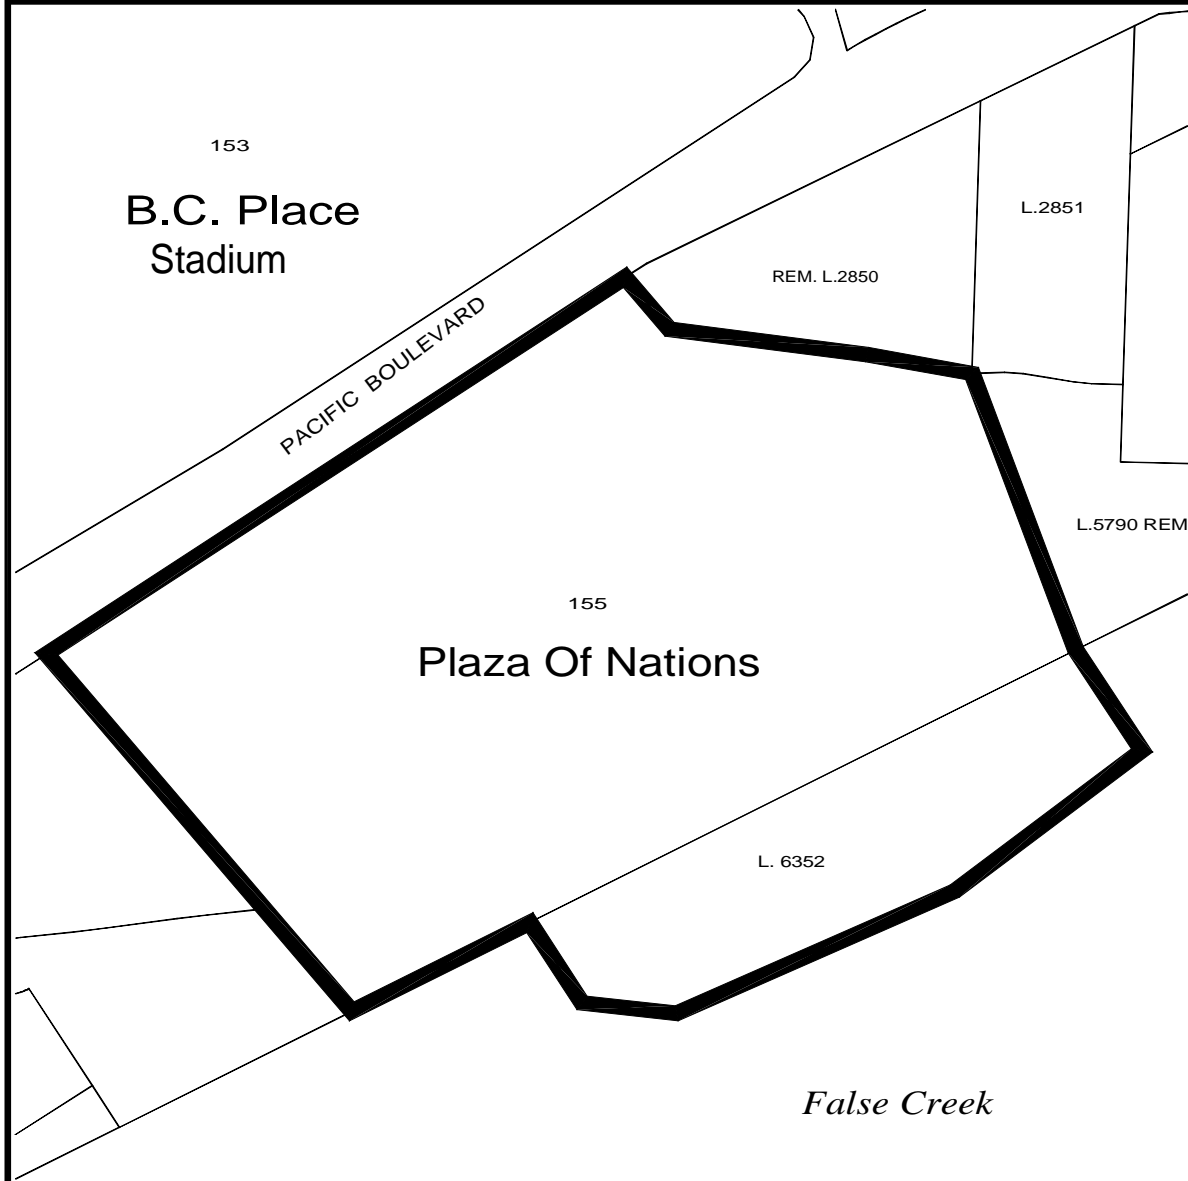 153
B.C. Place
Stadium
L.2851
REM. L.2850
PACIFIC BOULEVARD
L.5790 REM
155
Plaza Of Nations
L. 6352
False Creek